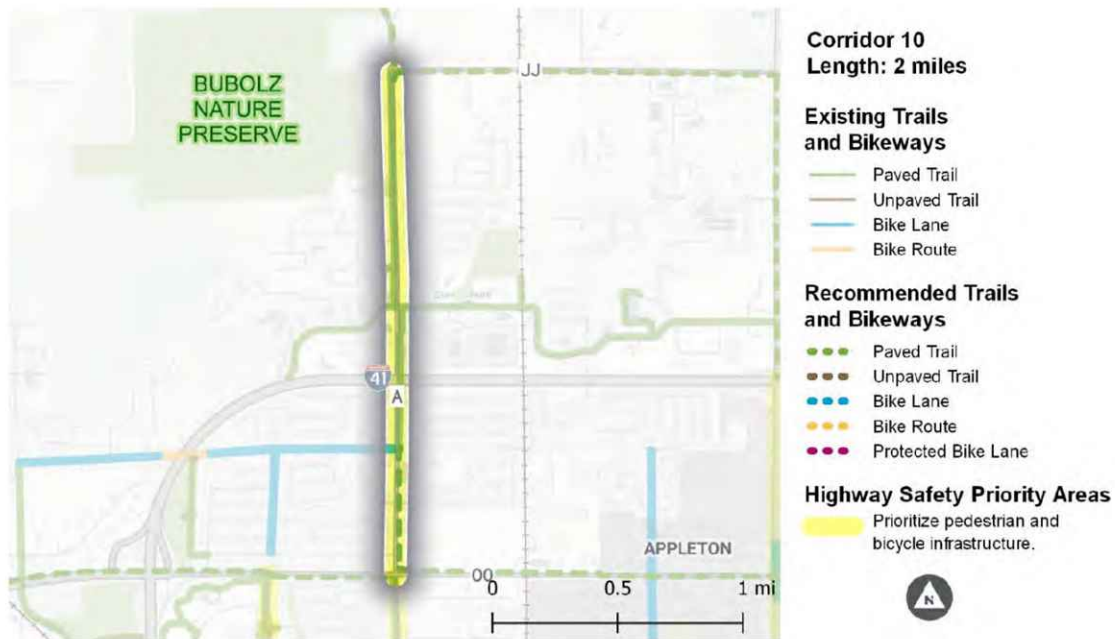 BUBOLZ
NATURE
PRESERVE
JJ
41
A
APPLETON
OO
0
0.5
1 mi
Corridor 10
Length: 2 miles
Existing Trails
and Bikeways
Paved Trail
Unpaved Trail
Bike Lane
Bike Route
Recommended Trails
and Bikeways
Paved Trail
Unpaved Trail
Bike Lane
Bike Route
Protected Bike Lane
Highway Safety Priority Areas
Prioritize pedestrian and
bicycle infrastructure.
N